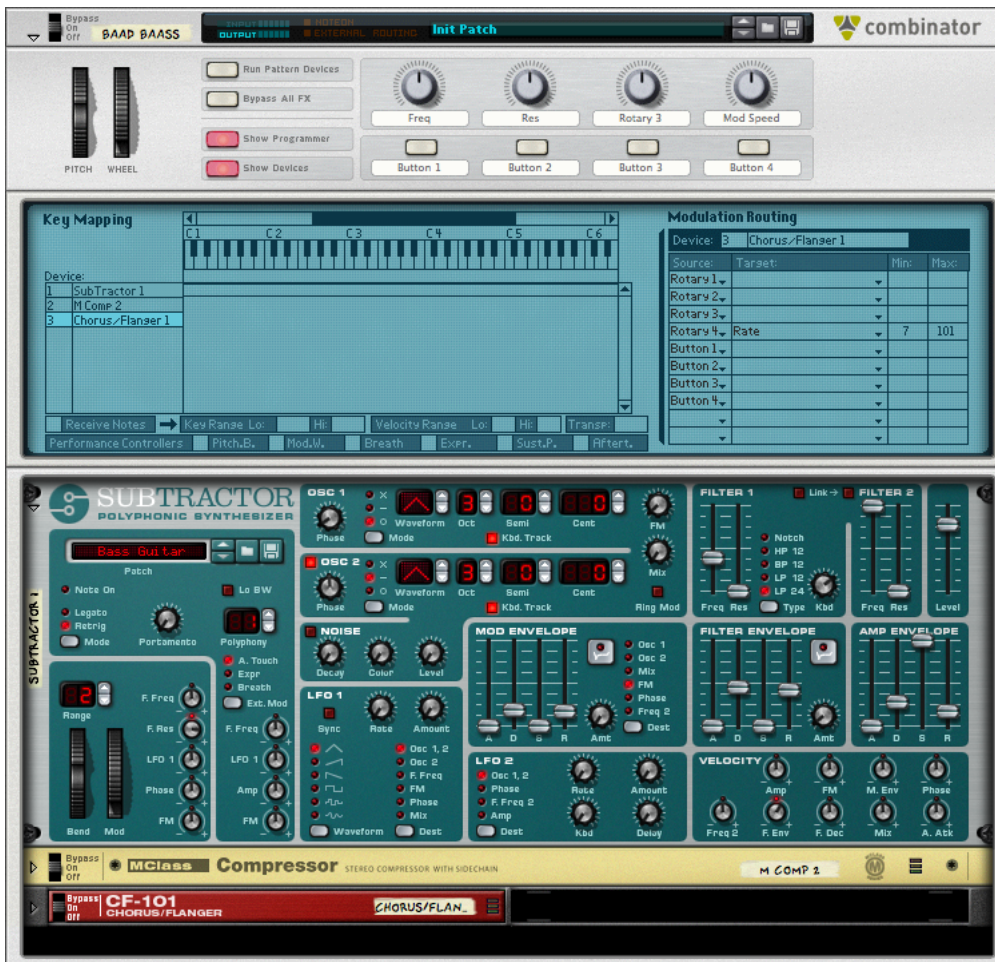 Bypass
On
Off
BAAD BAASS
INPUT
OUTPUT
NOTEON
EXTERNAL ROUTING
Init Patch
combinator
Run Pattern Devices
Bypass All FX
Show Programmer
Show Devices
PITCH WHEEL
Freq Res Rotary 3 Mod Speed
Button 1 Button 2 Button 3 Button 4
Key Mapping
C1 C2 C3 C4 C5 C6
Device:
1 SubTractor 1
2 M Comp 2
3 Chorus/Flanger 1
Receive Notes Key Range Lo: Hi: Velocity Range Lo: Hi: Transp:
Performance Controllers Pitch.B. Mod.W. Breath Expr. Sust.P. Aftert.
Modulation Routing
Device: 3 Chorus/Flanger 1
Source: Target: Min: Max:
Rotary 1
Rotary 2
Rotary 3
Rotary 4 Rate 7 101
Button 1
Button 2
Button 3
Button 4
SUBTRACTOR 1
SUBTRACTOR
POLYPHONIC SYNTHESIZER
Bass Guitar
Patch
Note On
Lo BW
Legato
Retrig
Mode
Portamento
1
Polyphony
A. Touch
Expr
Breath
Ext. Mod
2
Range
F. Freq
F. Res F. Freq
LFO 1 LFO 1
Phase Amp
FM FM
Bend Mod
OSC 1
X
-
O
3 0 0
Phase Mode Waveform Oct Semi Cent
Kbd. Track
FM
OSC 2
X
-
O
3 0 0
Phase Mode Waveform Oct Semi Cent
Kbd. Track
Mix
Ring Mod
NOISE
Decay Color Level
LFO 1
Sync Rate Amount
Osc 1,2
Osc 2
F. Freq
FM
Phase
Mix
Waveform Dest
MOD ENVELOPE
Osc 1
Osc 2
Mix
FM
Phase
Freq 2
Dest
A D S R Amt
LFO 2
Osc 1,2
Phase
F. Freq 2
Amp
Dest
Rate Amount
Kbd Delay
FILTER 1
Link → FILTER 2
Notch
HP 12
BP 12
LP 12
LP 24
Freq Res Type Kbd
Freq Res
Level
FILTER ENVELOPE
A D S R Amt
AMP ENVELOPE
A D S R
VELOCITY
Amp FM M. Env Phase
Freq 2 F. Env F. Dec Mix A. Atk
Bypass
On
Off
MClass Compressor STEREO COMPRESSOR WITH SIDECHAIN
M COMP 2
M
Bypass
On
Off
CF-101
CHORUS/FLANGER
CHORUS/FLAN_